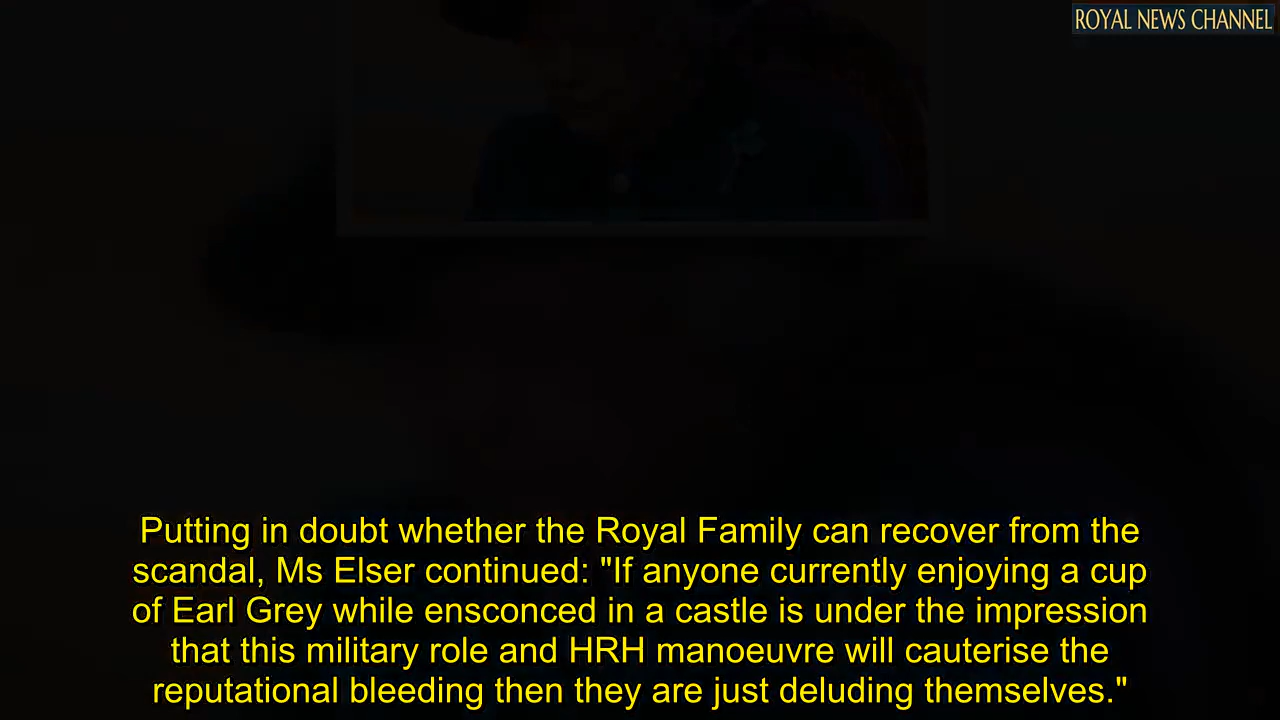 ROYAL NEWS CHANNEL
Putting in doubt whether the Royal Family can recover from the
scandal, Ms Elser continued: "If anyone currently enjoying a cup
of Earl Grey while ensconced in a castle is under the impression
that this military role and HRH manoeuvre will cauterise the
reputational bleeding then they are just deluding themselves."